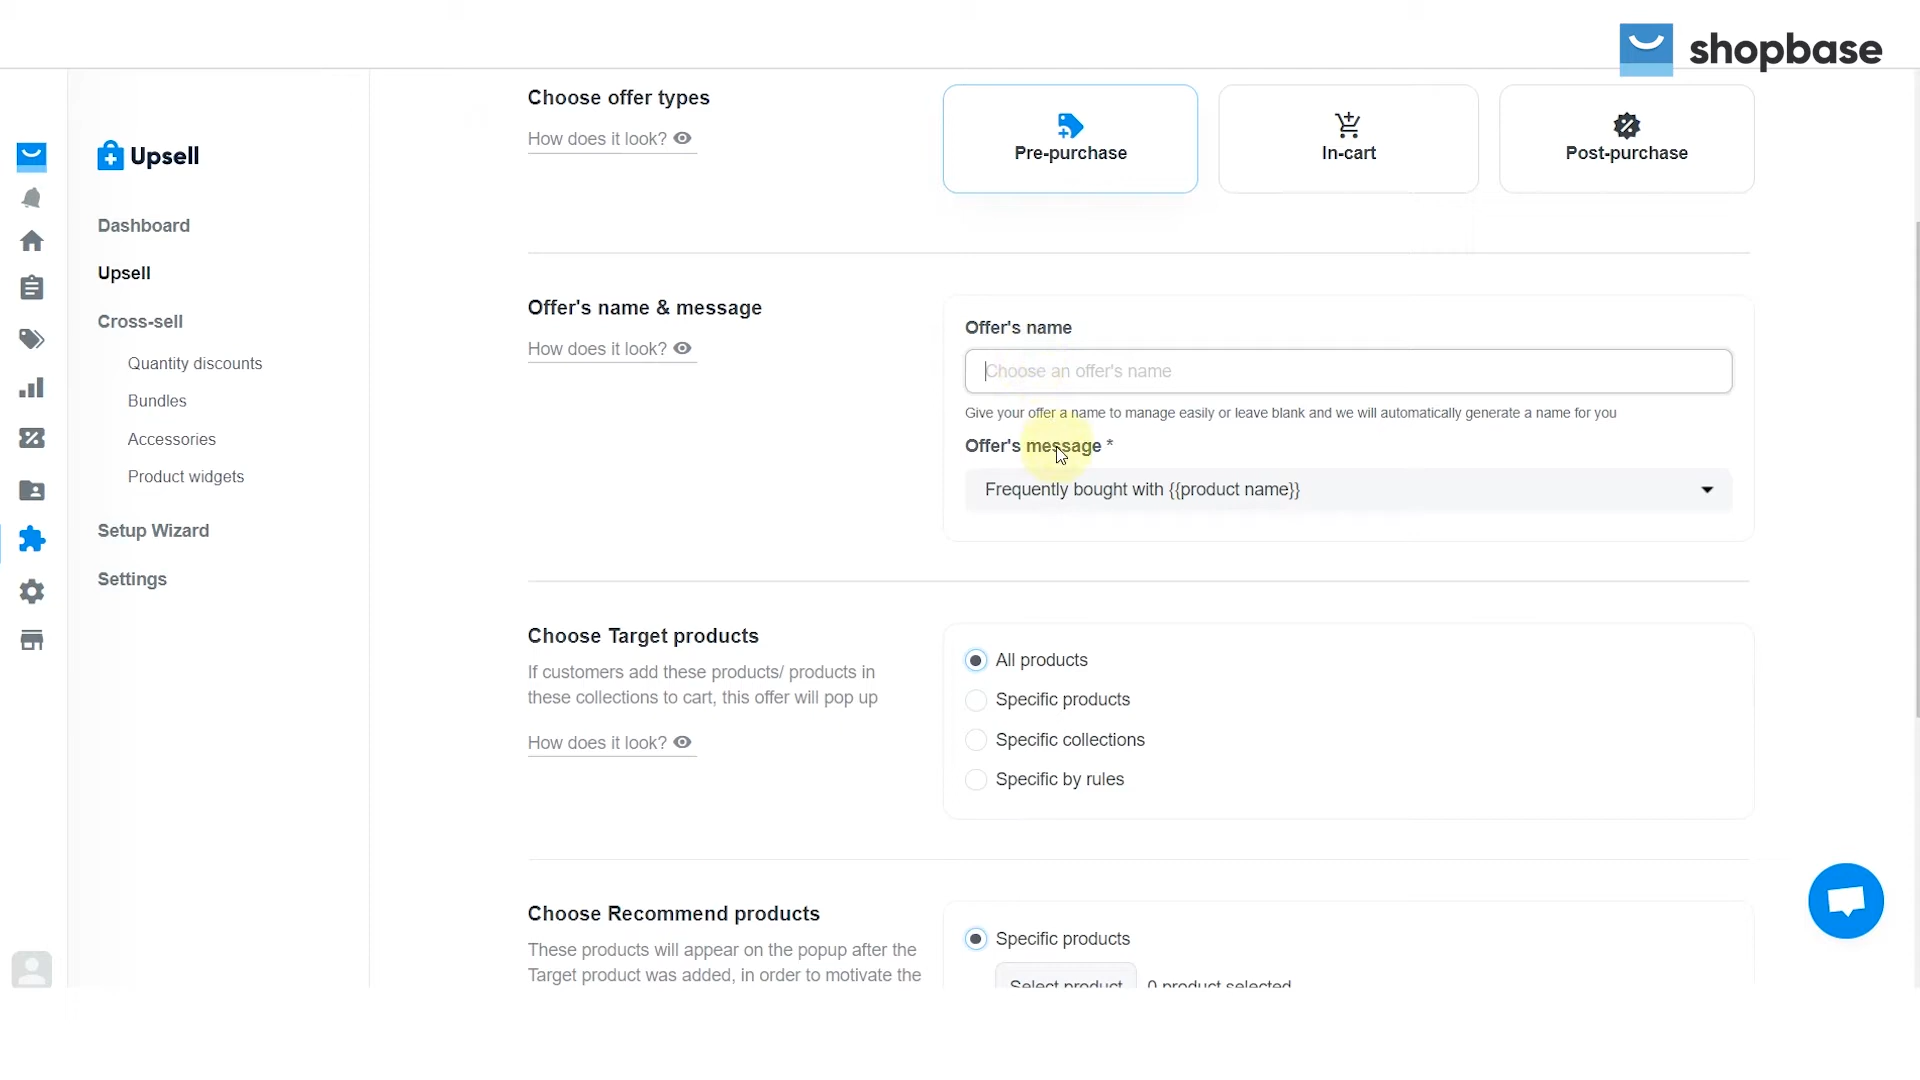 shopbase
Upsell
Dashboard
Upsell
Cross-sell
Quantity discounts
Bundles
Accessories
Product widgets
Setup Wizard
Settings
Choose offer types
How does it look?
Pre-purchase
In-cart
Post-purchase
Offer's name & message
How does it look?
Offer's name
Choose an offer's name
Give your offer a name to manage easily or leave blank and we will automatically generate a name for you
Offer's message *
Frequently bought with {{product name}}
Choose Target products
If customers add these products/ products in
these collections to cart, this offer will pop up
How does it look?
All products
Specific products
Specific collections
Specific by rules
Choose Recommend products
These products will appear on the popup after the
Target product was added, in order to motivate the
Specific products
Select product 0 product selected